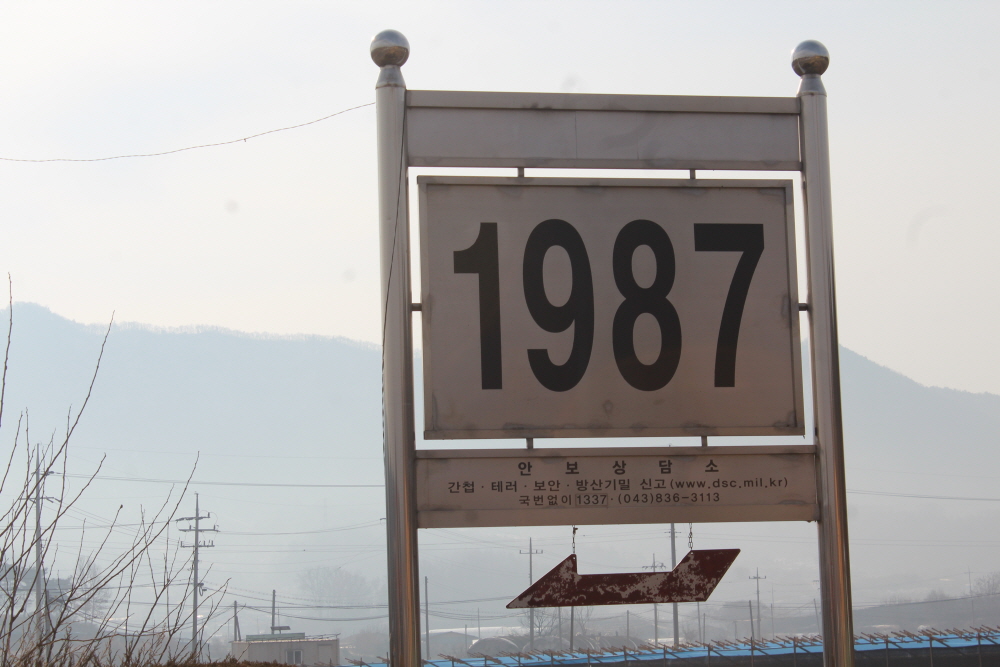 1987
안 보 상 담 소
간첩 · 테러 · 보안 · 방산기밀 신고 (www.dsc.mil.kr)
국번없이 1337 · (043)836-3113